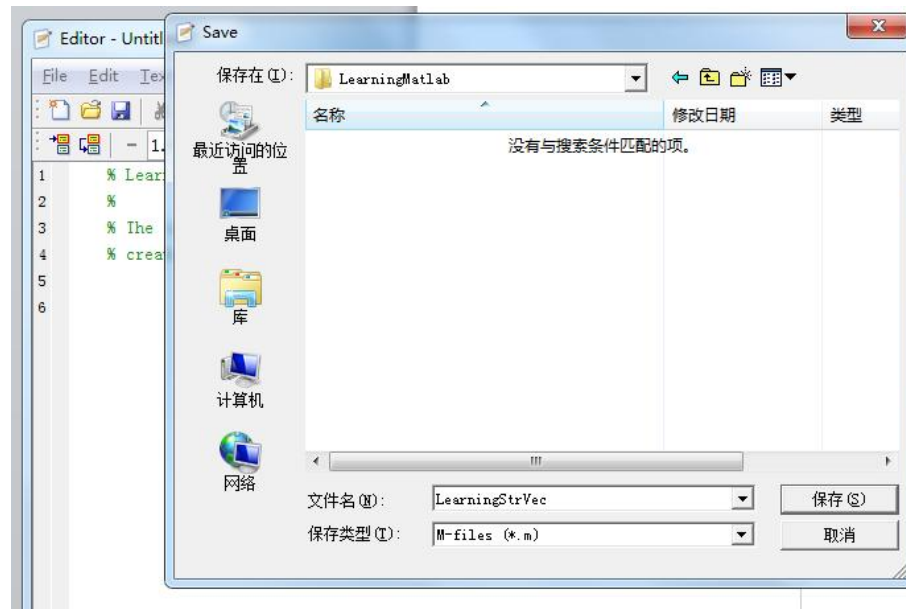 Editor - Untitl
File Edit Tex
1.
1 % Lear
2 %
3 % The
4 % crea
5
6
Save
保存在(I):
LearningMatlab
最近访问的位置
桌面
库
计算机
网络
名称 修改日期 类型
没有与搜索条件匹配的项。
文件名(N): LearningStrVec 保存(S)
保存类型(T): M-files (*.m) 取消